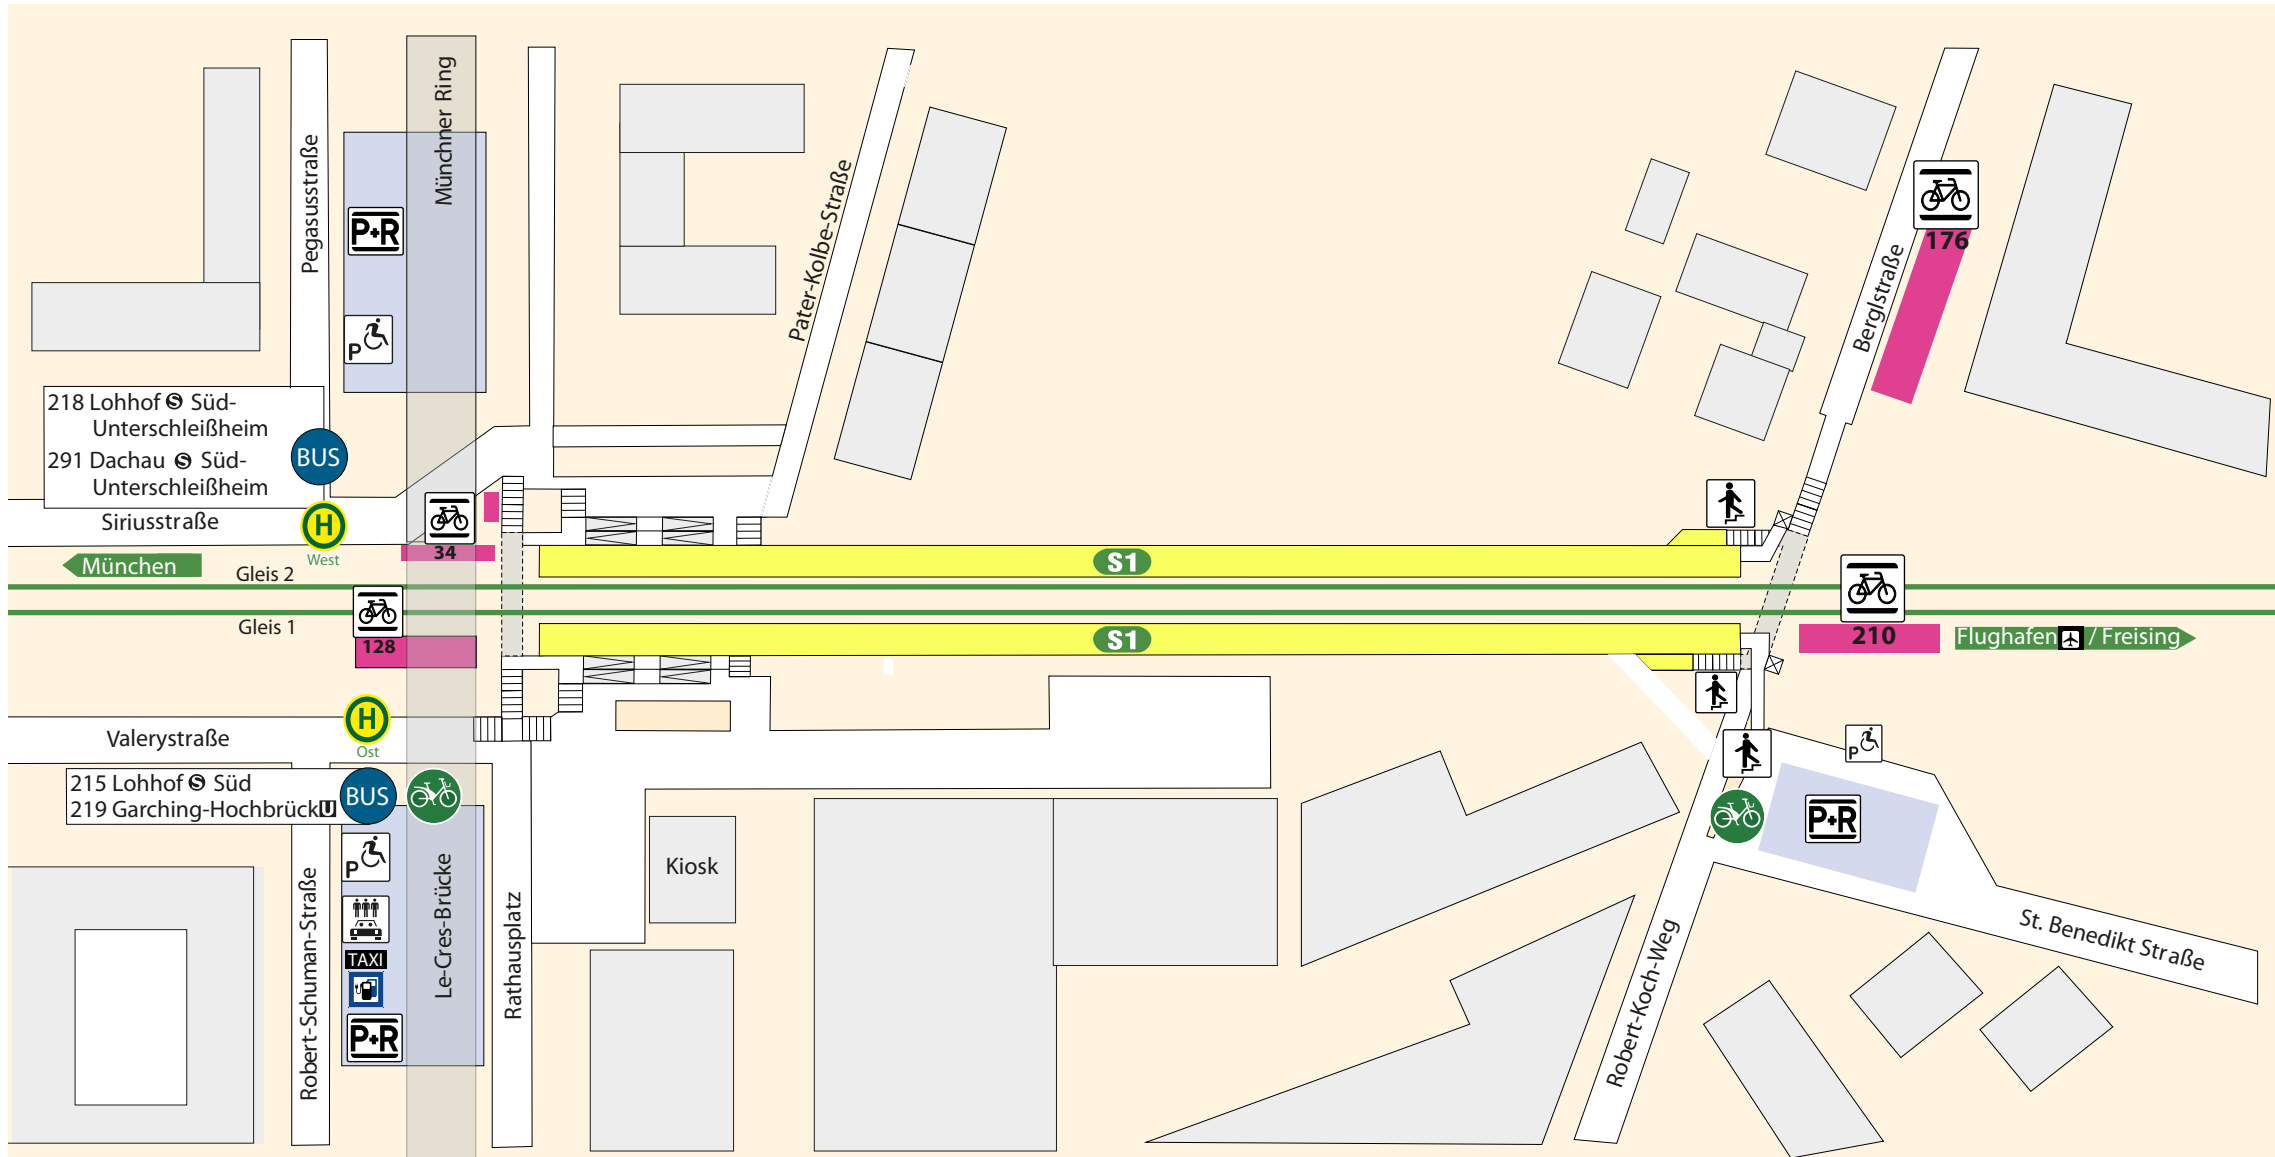 Münchner Ring
Pegasusstraße
P+R
P
Pater-Kolbe-Straße
Berglstraße
176
218 Lohhof S Süd-
Unterschleißheim
291 Dachau S Süd-
Unterschleißheim
BUS
Siriusstraße
H
West
34
München
Gleis 2
S1
Gleis 1
128
S1
210
Flughafen / Freising
H
Ost
Valerystraße
215 Lohhof S Süd
219 Garching-Hochbrück U
BUS
P
TAXI
P+R
Robert-Schuman-Straße
Le-Cres-Brücke
Rathausplatz
Kiosk
P
P+R
Robert-Koch-Weg
St. Benedikt Straße